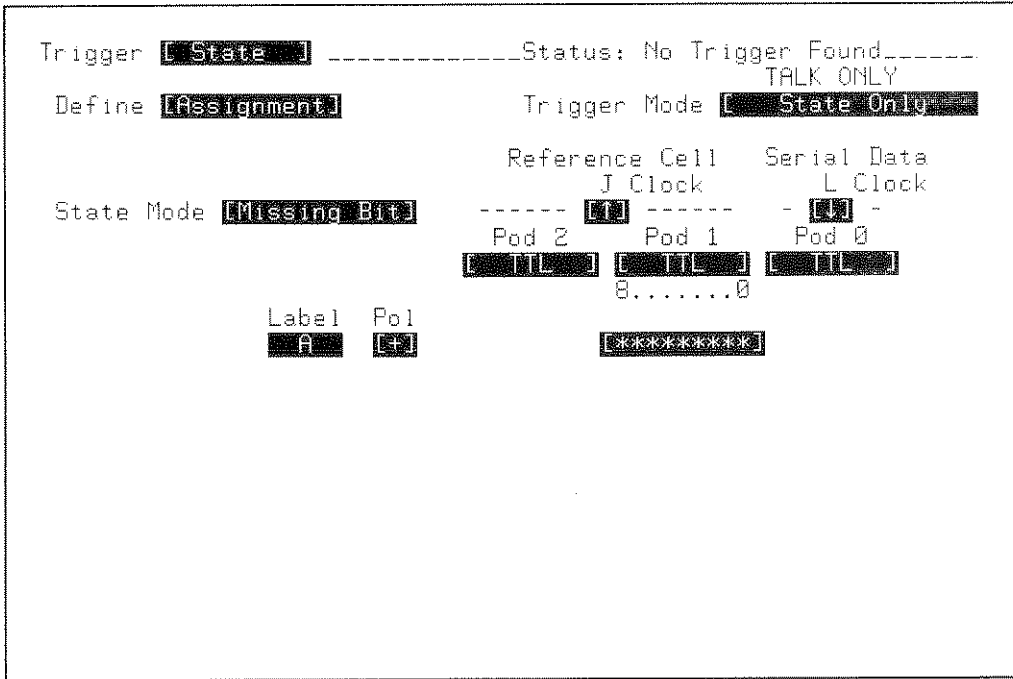 Trigger [ State ] _____________Status: No Trigger Found______
TALK ONLY
Define [Assignment] Trigger Mode [ State Only
Reference Cell Serial Data
J Clock L Clock
State Mode [Missing Bit] ------ [↑] ------ - [↓] -
Pod 2 Pod 1 Pod 0
[ TTL ] [ TTL ] [ TTL ]
8.......0
Label Pol
A [+] [*********]